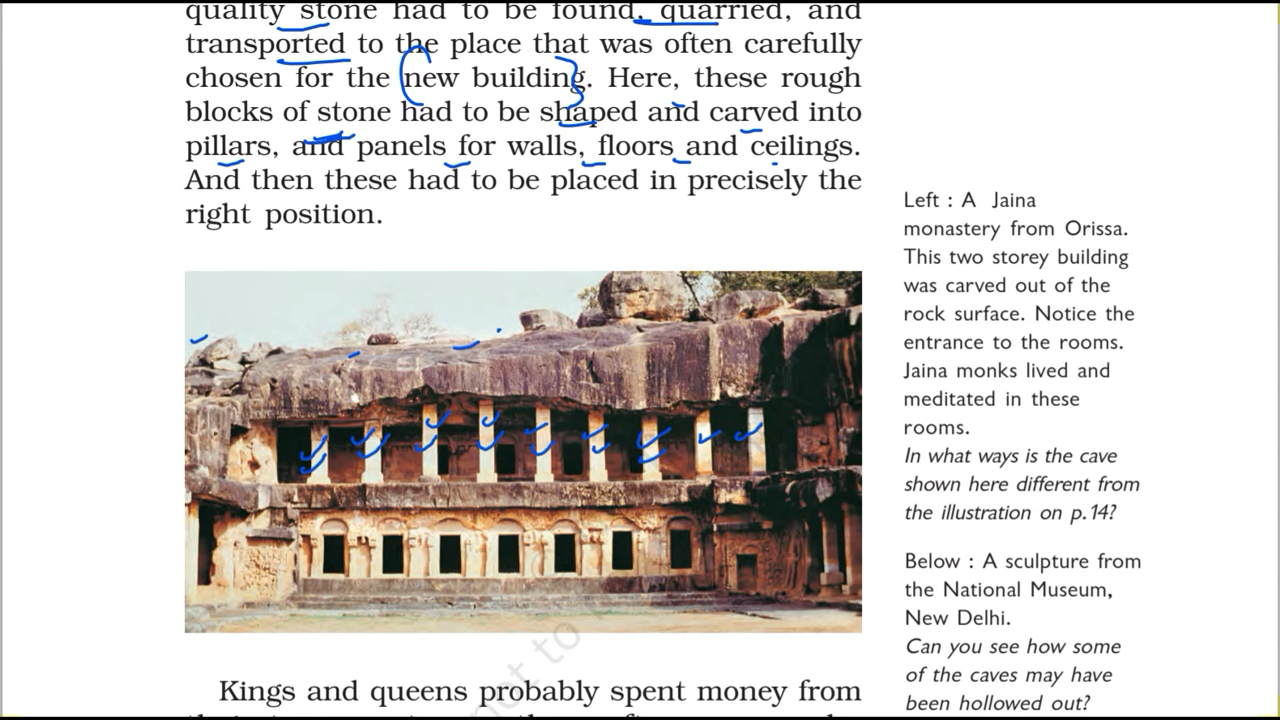 quality stone had to be found, quarried, and
transported to the place that was often carefully
chosen for the new building. Here, these rough
blocks of stone had to be shaped and carved into
pillars, and panels for walls, floors and ceilings.
And then these had to be placed in precisely the
right position.
Left : A Jaina
monastery from Orissa.
This two storey building
was carved out of the
rock surface. Notice the
entrance to the rooms.
Jaina monks lived and
meditated in these
rooms.
In what ways is the cave
shown here different from
the illustration on p.14?
Below : A sculpture from
the National Museum,
New Delhi.
Can you see how some
of the caves may have
been hollowed out?
not to
Kings and queens probably spent money from